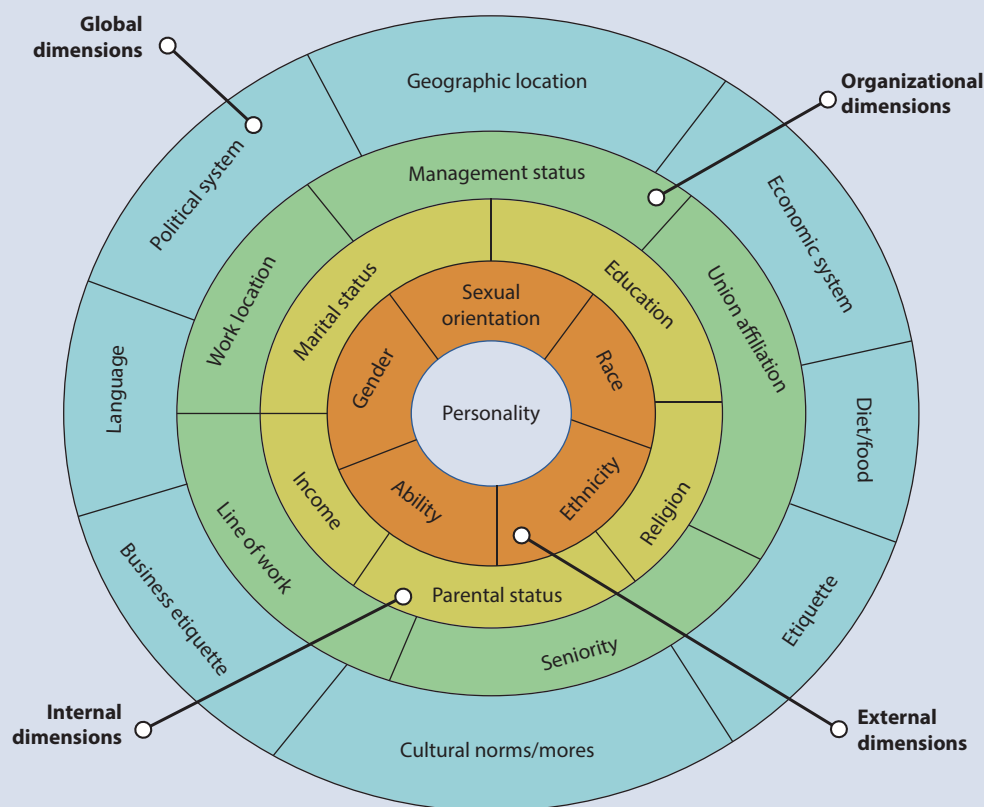 Global
dimensions
Geographic location
Organizational
dimensions
Political system
Management status
Economic system
Work location
Marital status
Sexual
orientation
Education
Union affiliation
Language
Gender
Personality
Race
Diet/food
Line of work
Income
Ability
Ethnicity
Religion
Business etiquette
Parental status
Etiquette
Seniority
Internal
dimensions
Cultural norms/mores
External
dimensions